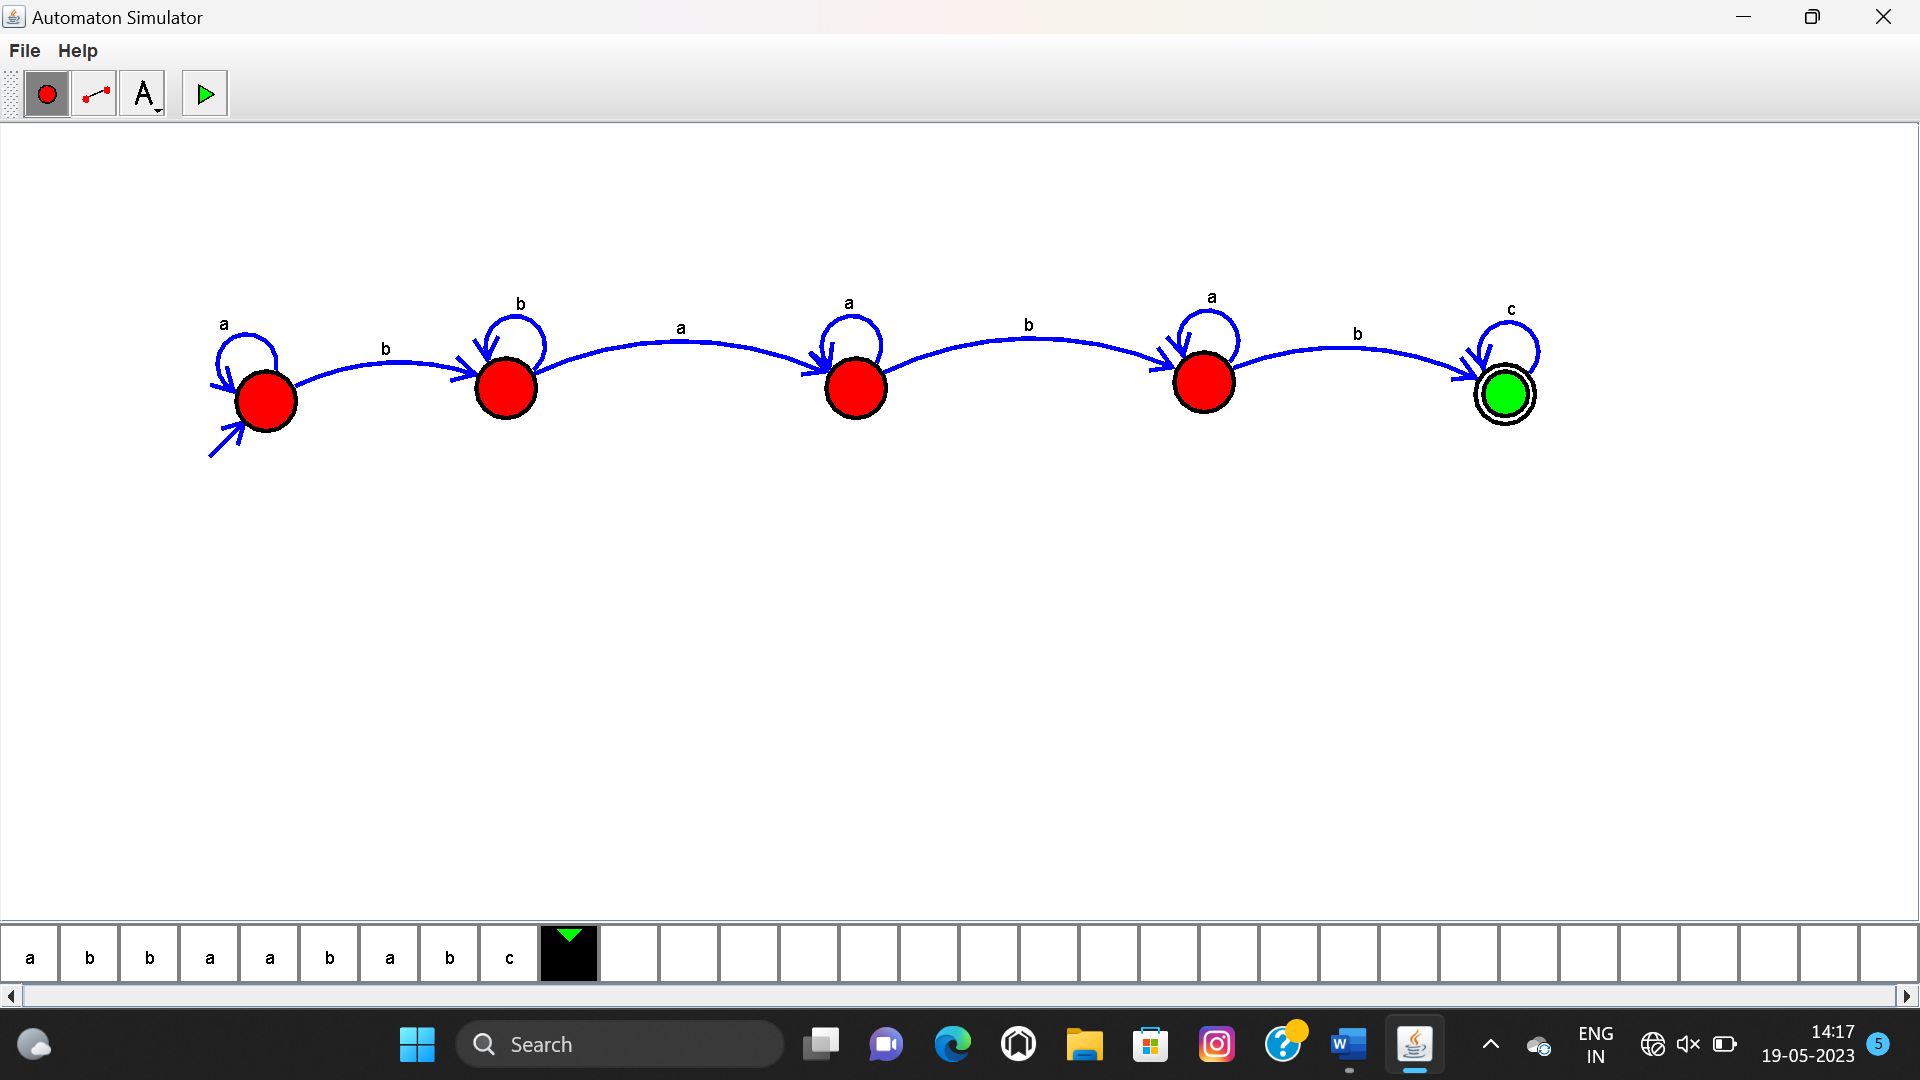 Automaton Simulator
File Help
A
a b b a a b a b c
a b b a a b a b c
Search
ENG
IN
14:17
19-05-2023
5